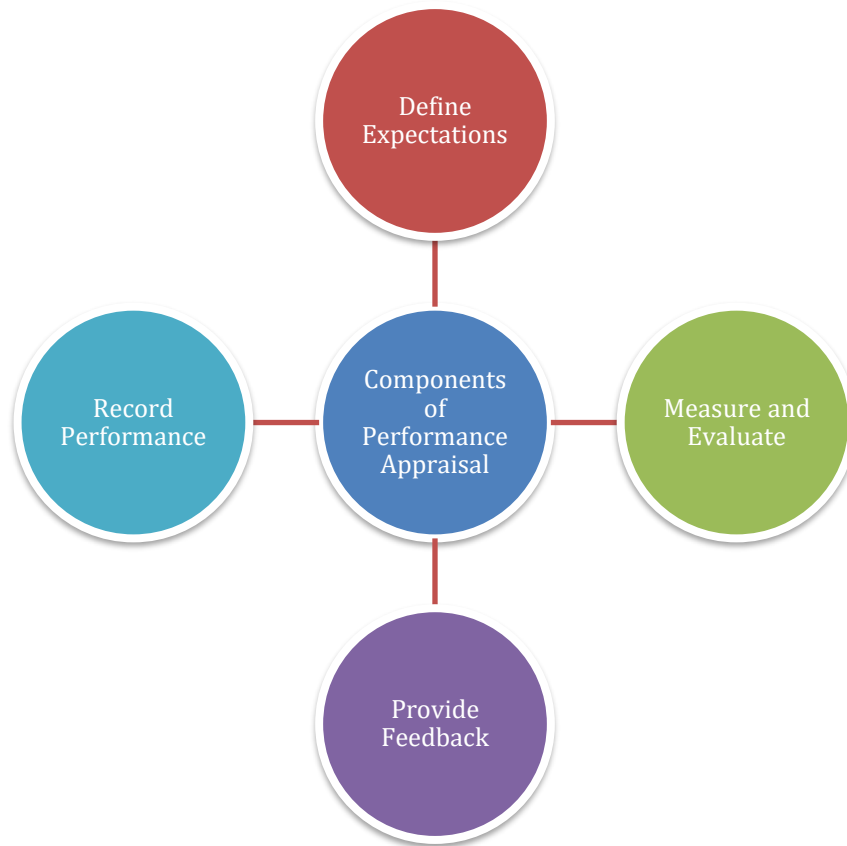 Define
Expectations
Record
Performance
Components
of
Performance
Appraisal
Measure and
Evaluate
Provide
Feedback